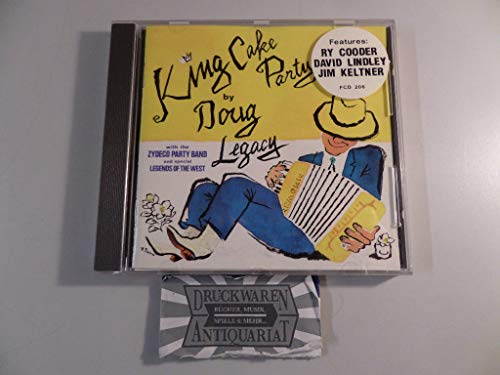 King Cake Party
by
Doug
Legacy
with the
ZYDECO PARTY BAND
and special
LEGENDS OF THE WEST
Features:
RY COODER
DAVID LINDLEY
JIM KELTNER
FCD 206
DRUCKWAREN
BÜCHER, MUSIK,
SPIELE & MEHR...
ANTIQUARIAT